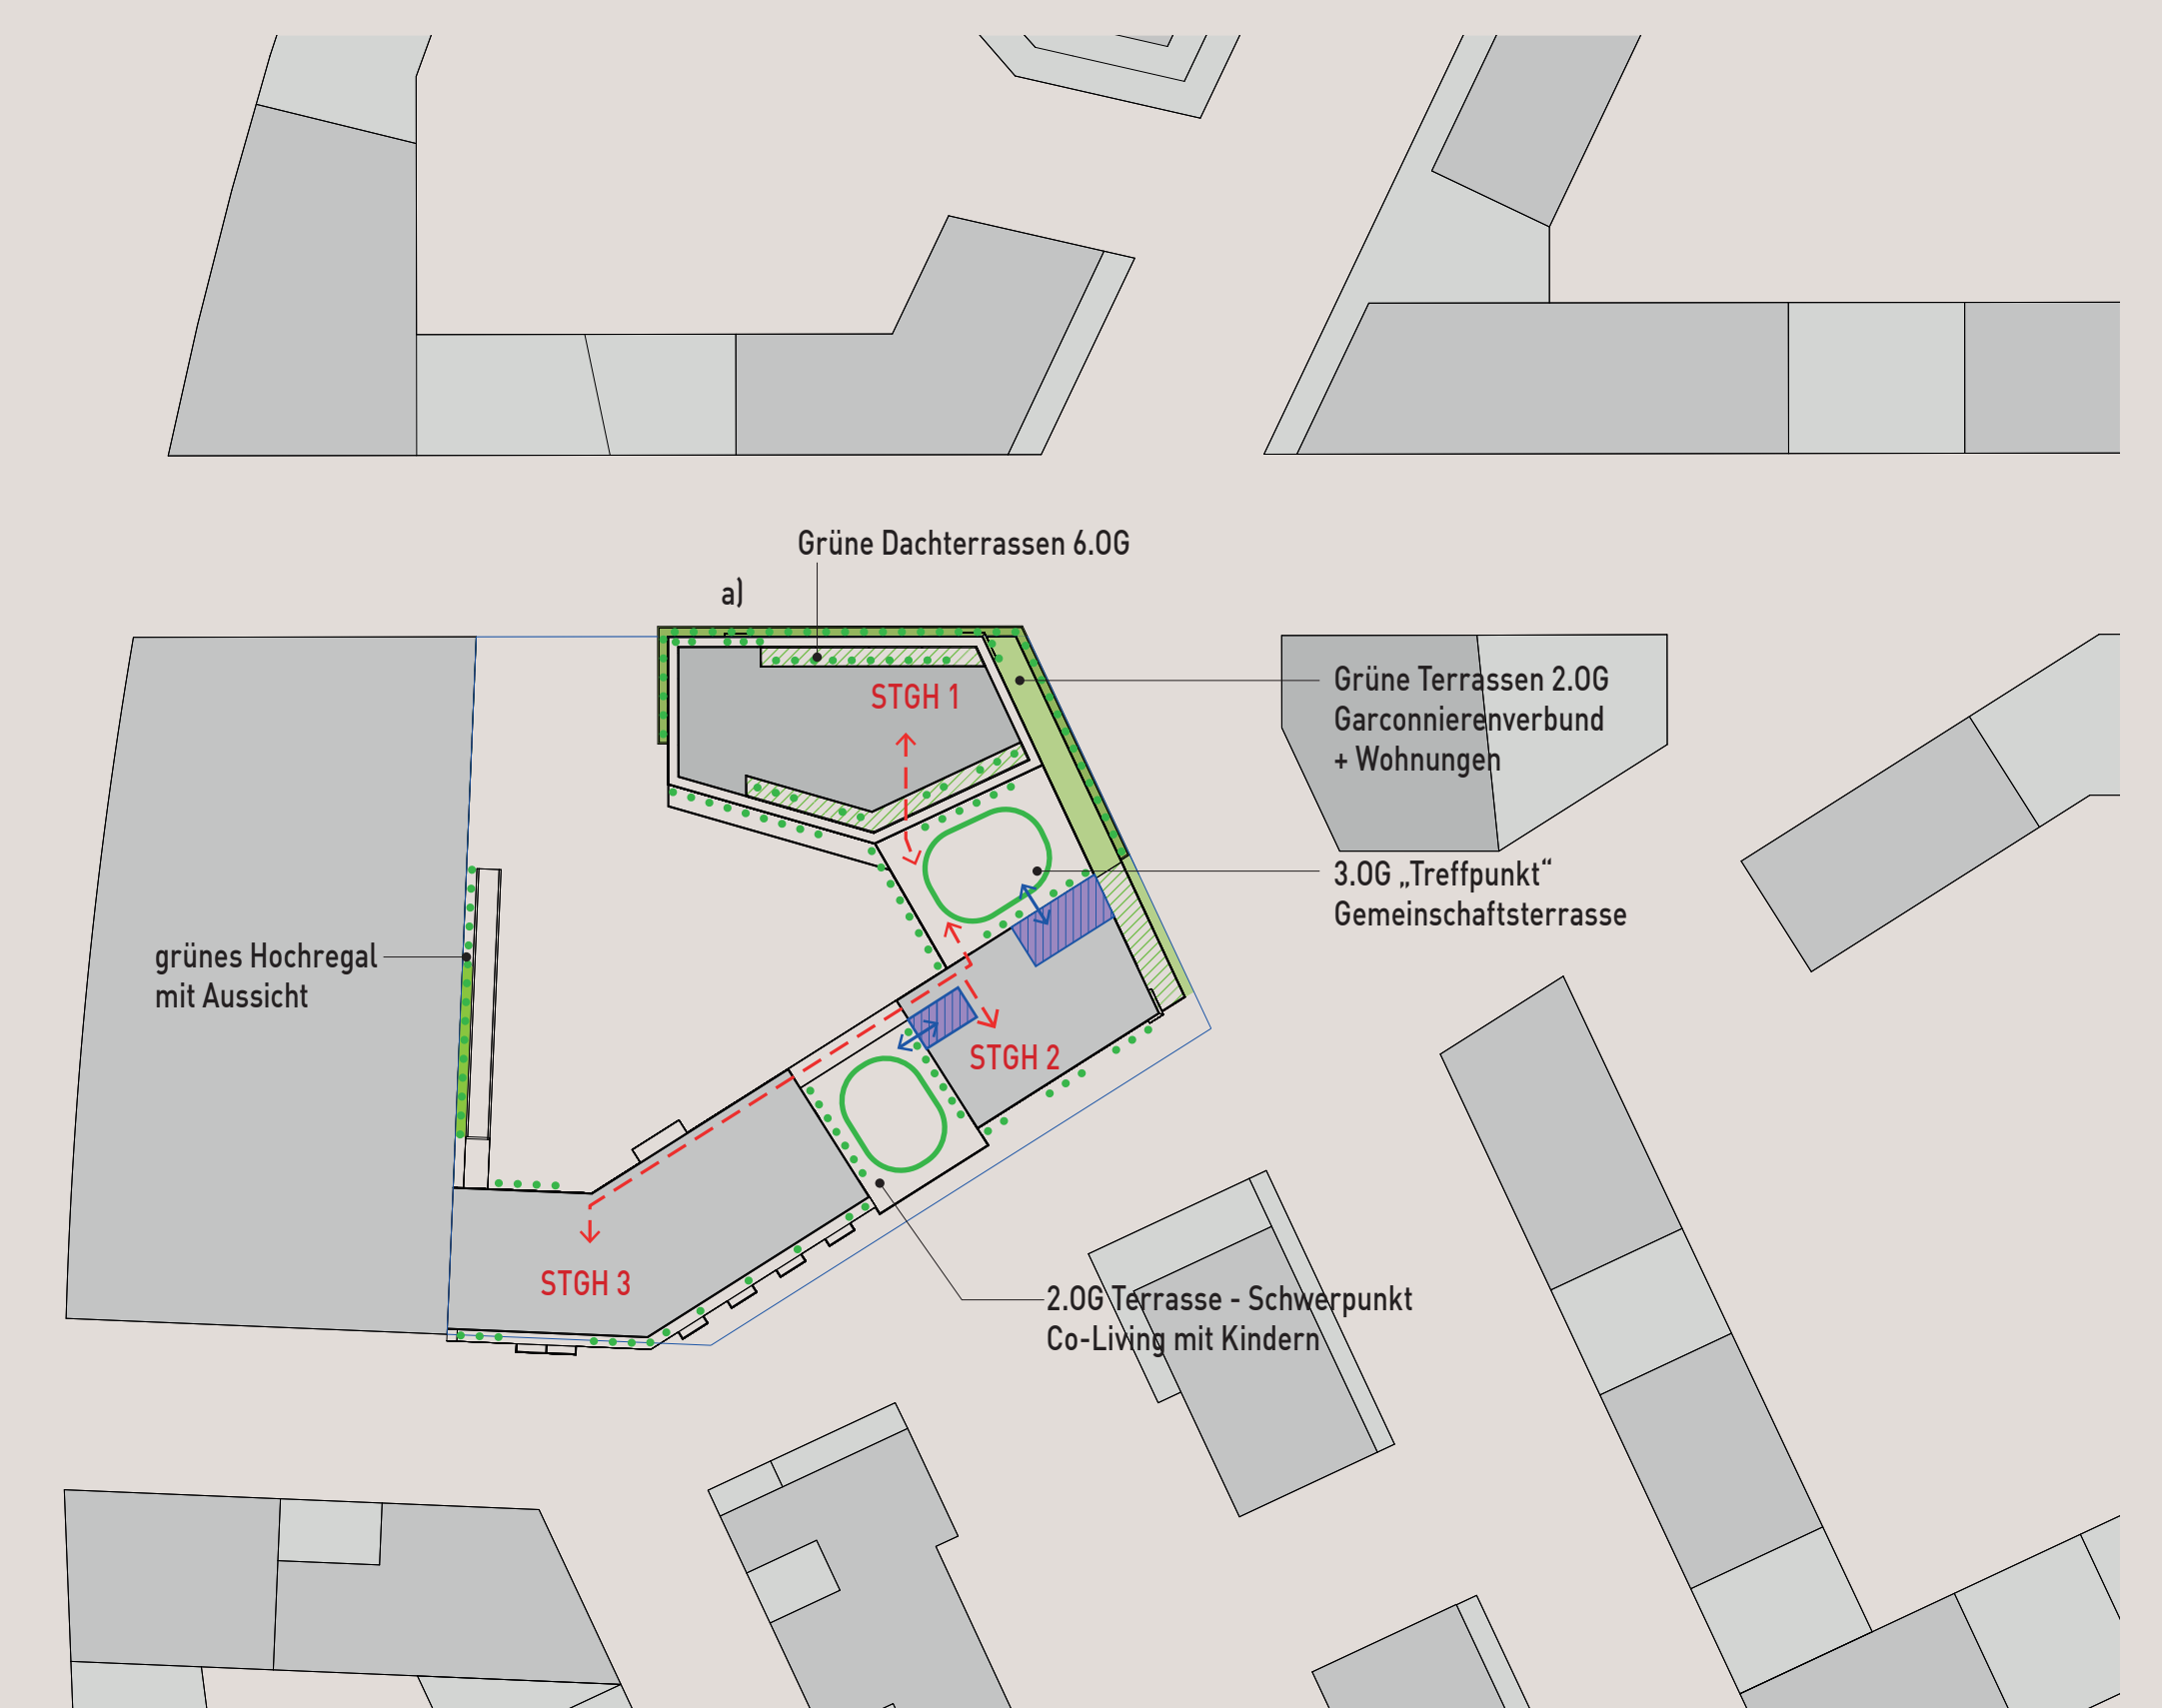 Grüne Dachterrassen 6.OG
a)
STGH 1
Grüne Terrassen 2.OG
Garconnierenverbund
+ Wohnungen
3.OG „Treffpunkt“
Gemeinschaftsterrasse
grünes Hochregal
mit Aussicht
STGH 2
STGH 3
2.OG Terrasse - Schwerpunkt
Co-Living mit Kindern